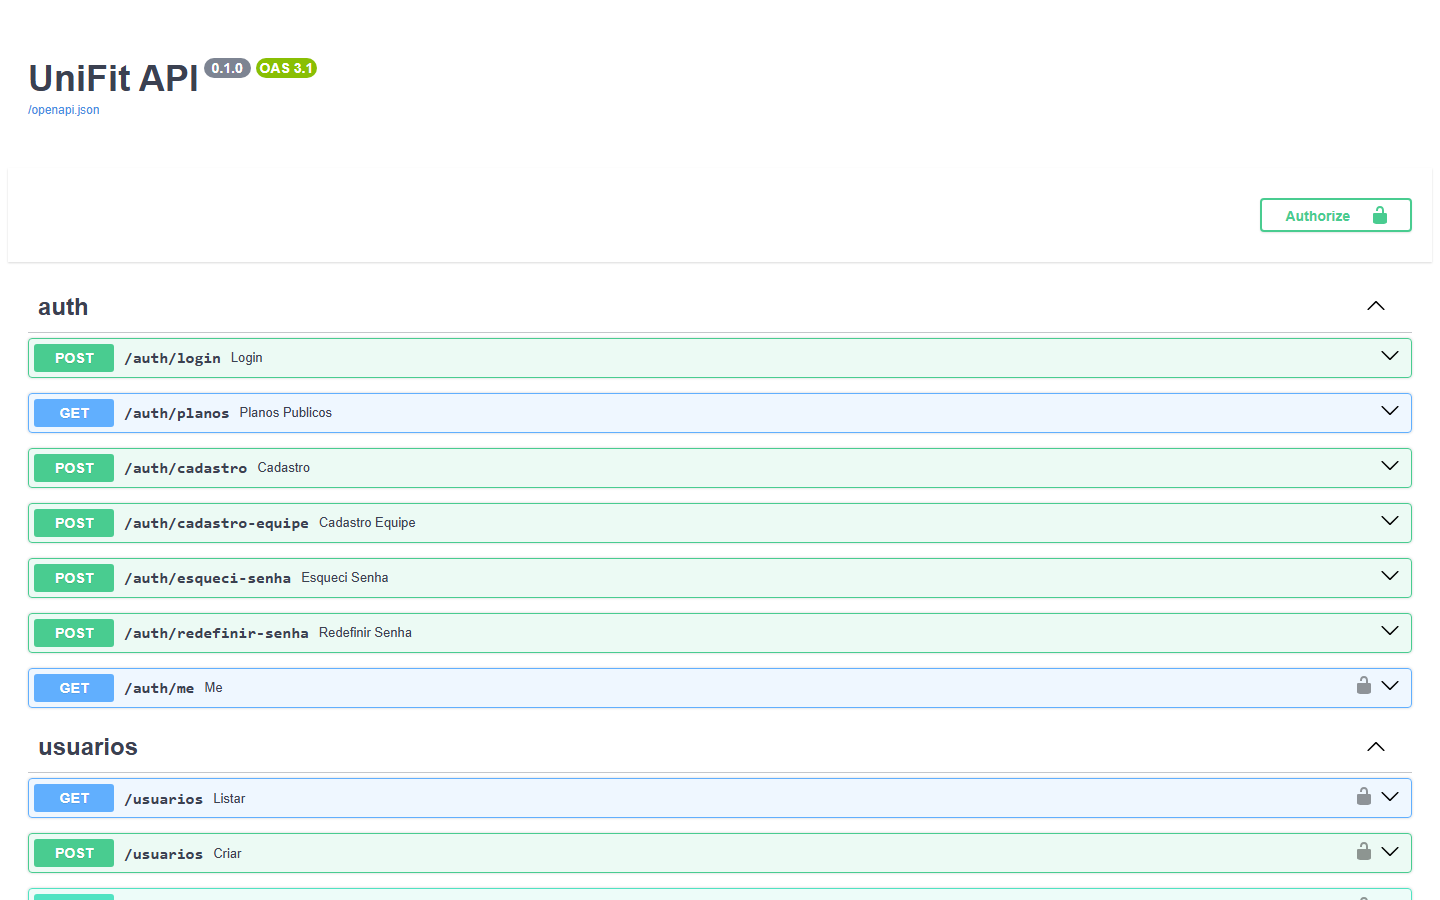 UniFit API 0.1.0 OAS 3.1
/openapi.json
Authorize
auth
POST /auth/login Login
GET /auth/planos Planos Publicos
POST /auth/cadastro Cadastro
POST /auth/cadastro-equipe Cadastro Equipe
POST /auth/esqueci-senha Esqueci Senha
POST /auth/redefinir-senha Redefinir Senha
GET /auth/me Me
usuarios
GET /usuarios Listar
POST /usuarios Criar